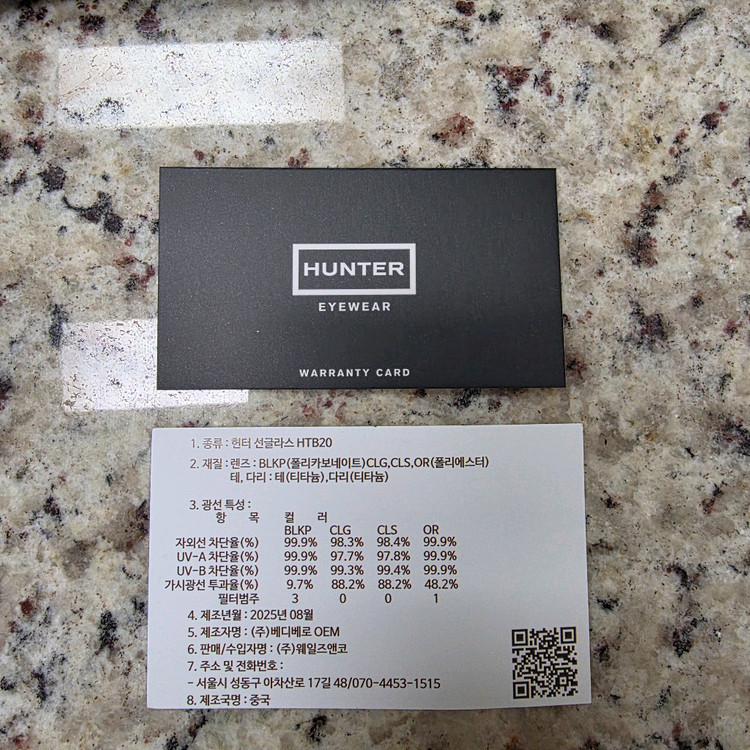 HUNTER
EYEWEAR
WARRANTY CARD
1. 종류 : 헌터 선글라스 HTB20
2. 재질 : 렌즈 : BLKP(폴리카보네이트)CLG,CLS,OR(폴리에스터)
테, 다리 : 테(티타늄),다리(티타늄)
3. 광선 특성 :
항 목 컬 러
BLKP CLG CLS OR
자외선 차단율(%) 99.9% 98.3% 98.4% 99.9%
UV-A 차단율(%) 99.9% 97.7% 97.8% 99.9%
UV-B 차단율(%) 99.9% 99.3% 99.4% 99.9%
가시광선 투과율(%) 9.7% 88.2% 88.2% 48.2%
필터범주 3 0 0 1
4. 제조년월 : 2025년 08월
5. 제조자명 : (주)베디베로 OEM
6. 판매/수입자명 : (주)웨일즈앤코
7. 주소 및 전화번호 :
- 서울시 성동구 아차산로 17길 48/070-4453-1515
8. 제조국명 : 중국